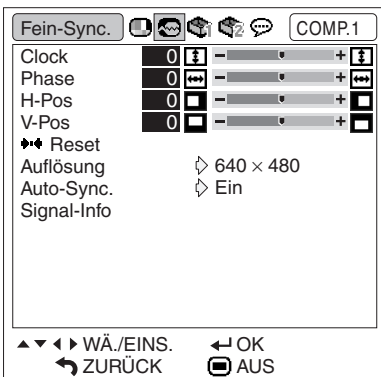 Fein-Sync. COMP.1
Clock 0 − +
Phase 0 − +
H-Pos 0 − +
V-Pos 0 − +
Reset
Auflösung 640 × 480
Auto-Sync. Ein
Signal-Info
WÄ./EINS. OK
ZURÜCK AUS